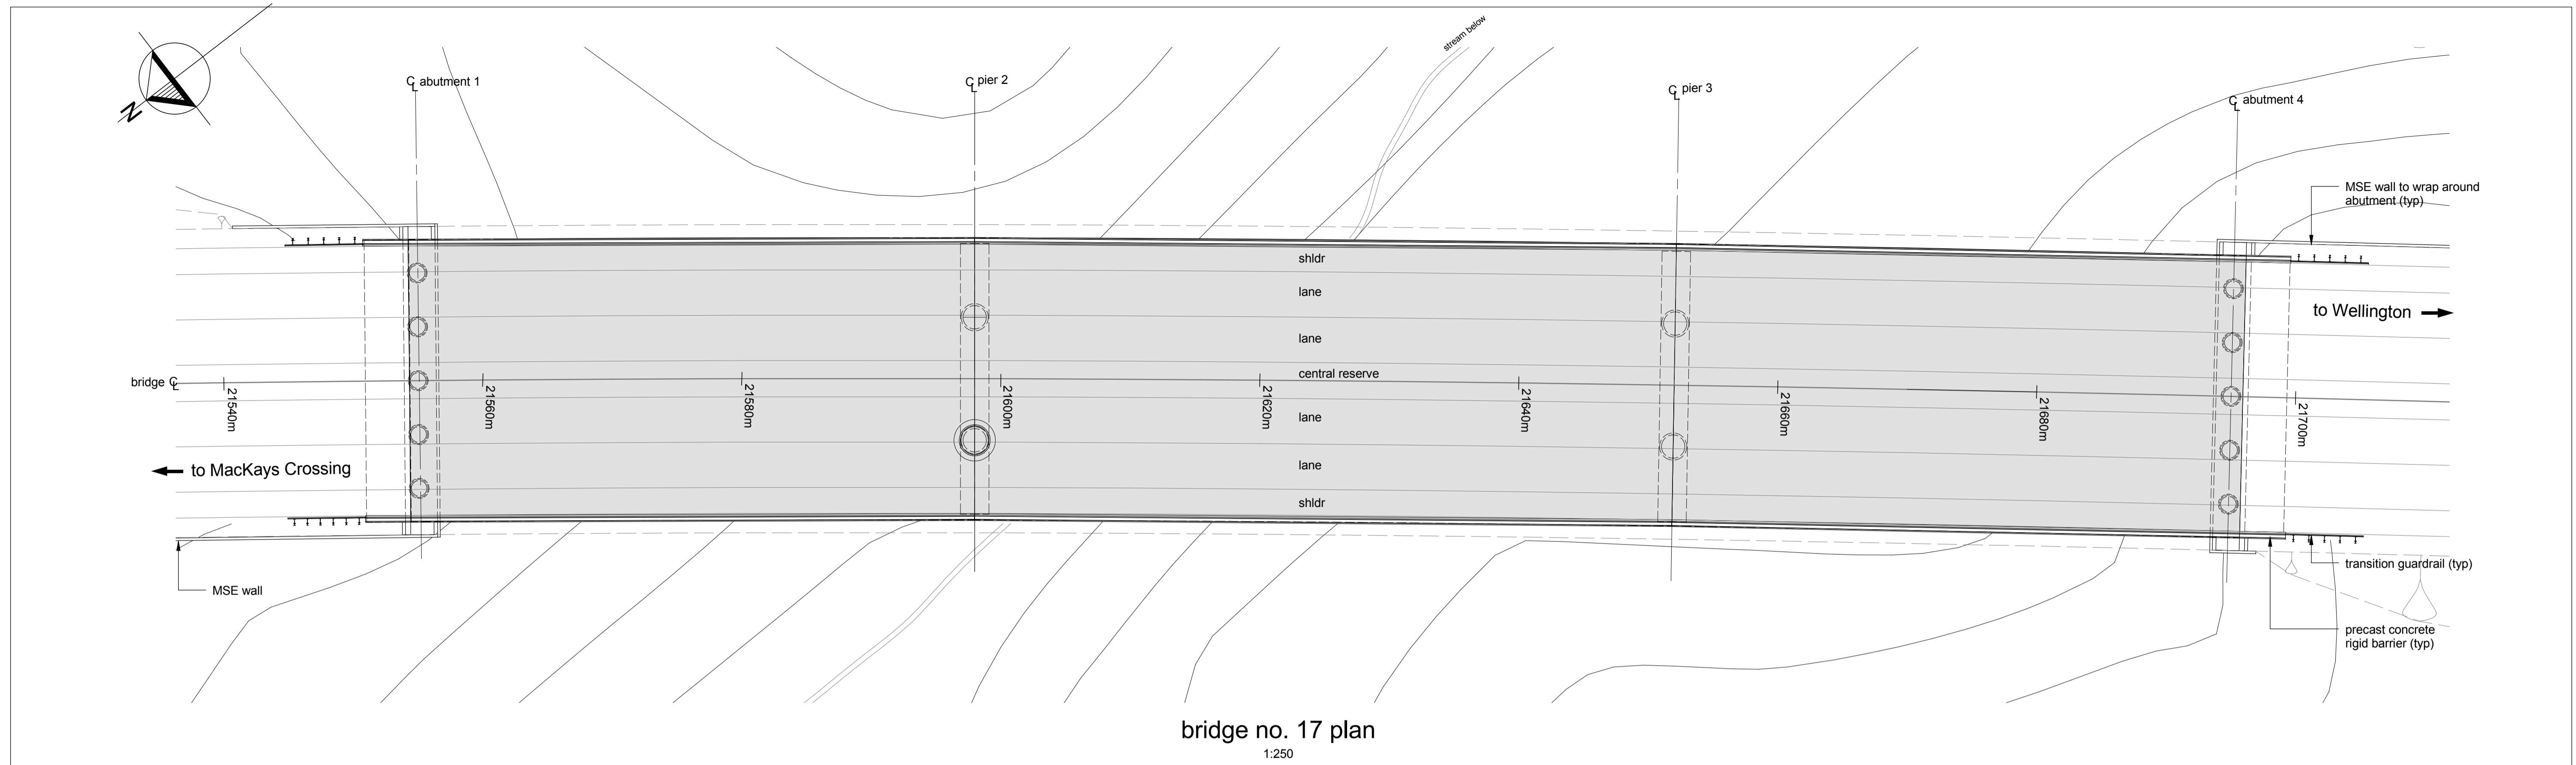 stream below
C̲L abutment 1
C̲L pier 2
C̲L pier 3
C̲L abutment 4
N
MSE wall to wrap around
abutment (typ)
shldr
lane
to Wellington
lane
central reserve
bridge C̲L
21540m
21560m
21580m
21600m
21620m
21640m
21660m
21680m
21700m
lane
to MacKays Crossing
lane
shldr
MSE wall
transition guardrail (typ)
precast concrete
rigid barrier (typ)
bridge no. 17 plan
1:250